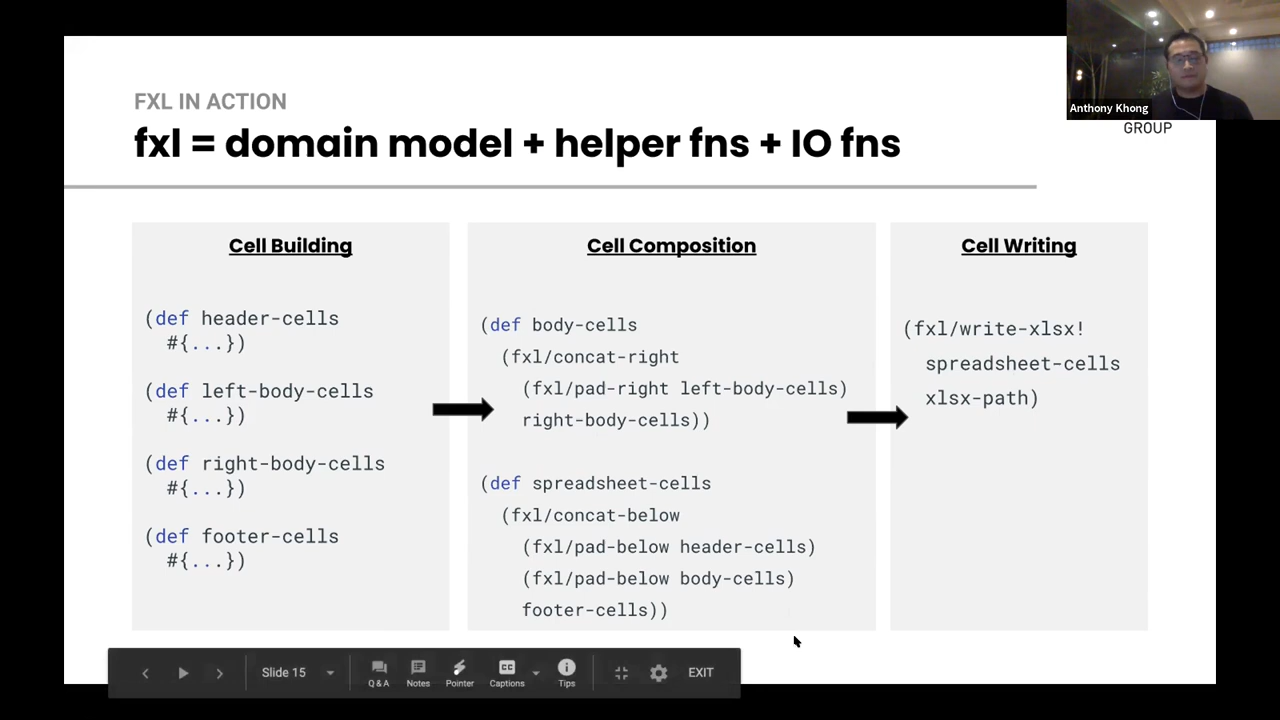 Anthony Khong
GROUP
FXL IN ACTION
fxl = domain model + helper fns + IO fns
Cell Building
(def header-cells
#{...})
(def left-body-cells
#{...})
(def right-body-cells
#{...})
(def footer-cells
#{...})
Cell Composition
(def body-cells
(fxl/concat-right
(fxl/pad-right left-body-cells)
right-body-cells))
(def spreadsheet-cells
(fxl/concat-below
(fxl/pad-below header-cells)
(fxl/pad-below body-cells)
footer-cells))
Cell Writing
(fxl/write-xlsx!
spreadsheet-cells
xlsx-path)
Slide 15
Q & A
Notes
Pointer
CC
Captions
Tips
EXIT